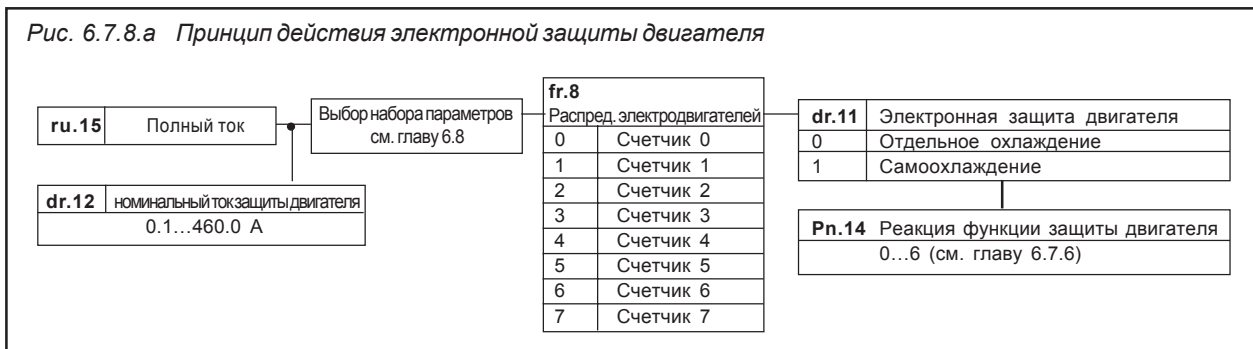 Рис. 6.7.8.a Принцип действия электронной защиты двигателя
ru.15 Полный ток
dr.12 номинальный ток защиты двигателя
0.1…460.0 А
Выбор набора параметров
см. главу 6.8
fr.8
Распред. электродвигателей
0 Счетчик 0
1 Счетчик 1
2 Счетчик 2
3 Счетчик 3
4 Счетчик 4
5 Счетчик 5
6 Счетчик 6
7 Счетчик 7
dr.11 Электронная защита двигателя
0 Отдельное охлаждение
1 Самоохлаждение
Pn.14 Реакция функции защиты двигателя
0…6 (см. главу 6.7.6)